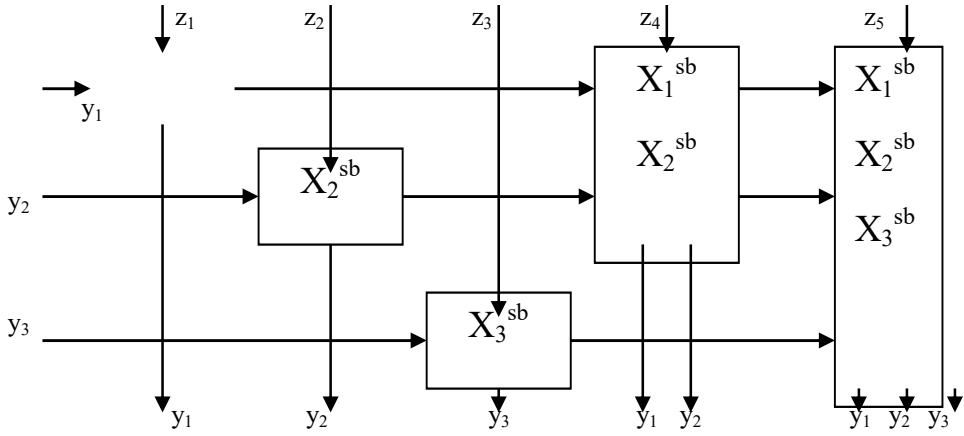 z₁ z₂ z₃ z₄ z₅
X₁ˢᵇ X₁ˢᵇ
y₁
X₂ˢᵇ X₂ˢᵇ
X₂ˢᵇ
y₂
X₃ˢᵇ
y₃
X₃ˢᵇ
y₁ y₂ y₃ y₁ y₂ y₁ y₂ y₃